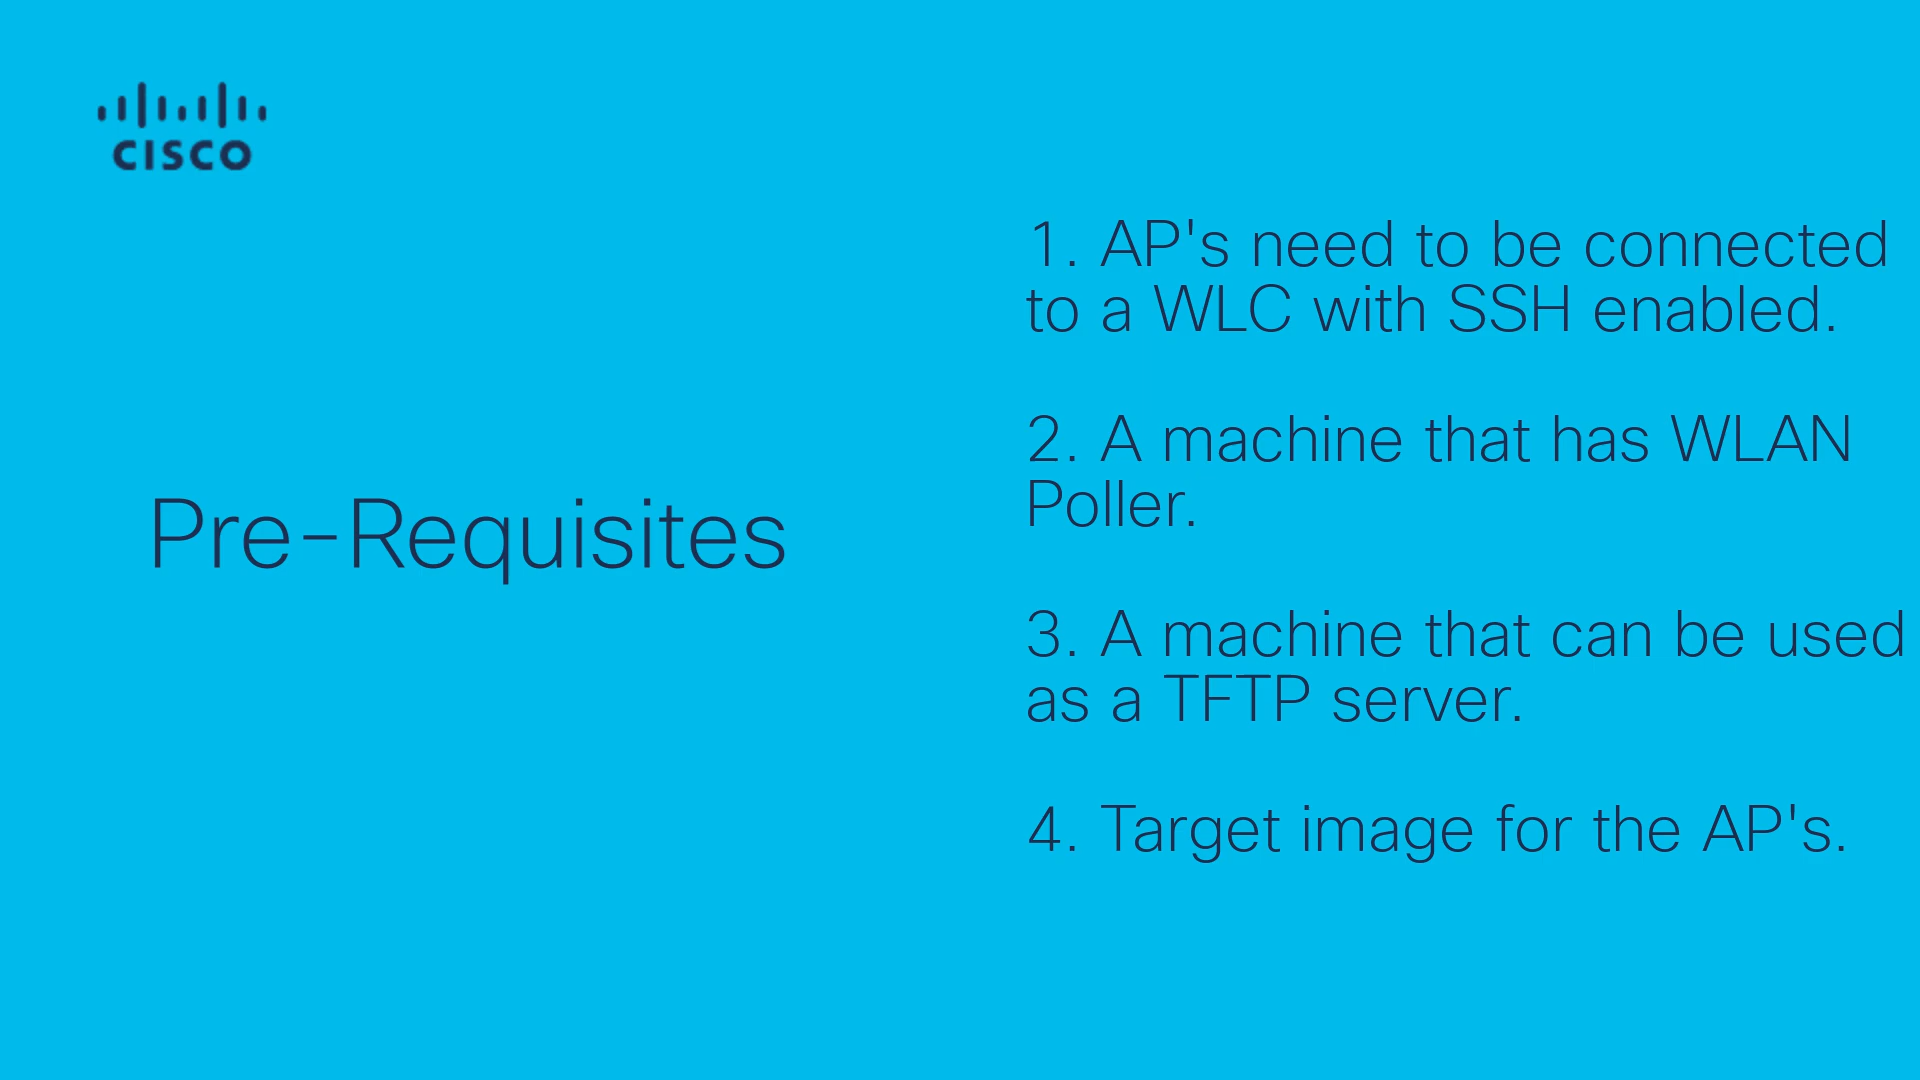 CISCO
Pre-Requisites
1. AP's need to be connected
to a WLC with SSH enabled.
2. A machine that has WLAN
Poller.
3. A machine that can be used
as a TFTP server.
4. Target image for the AP's.